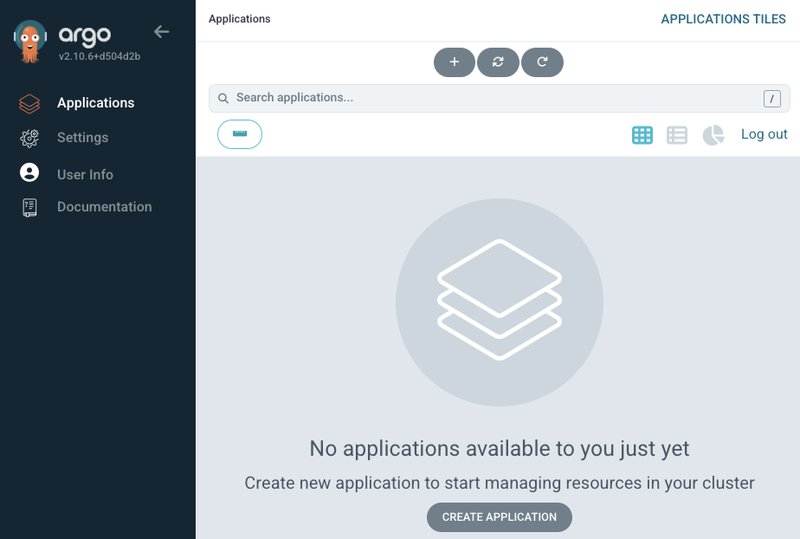 argo
v2.10.6+d504d2b
Applications
Settings
User Info
Documentation
Applications
APPLICATIONS TILES
+
Search applications...
/
Log out
No applications available to you just yet
Create new application to start managing resources in your cluster
CREATE APPLICATION